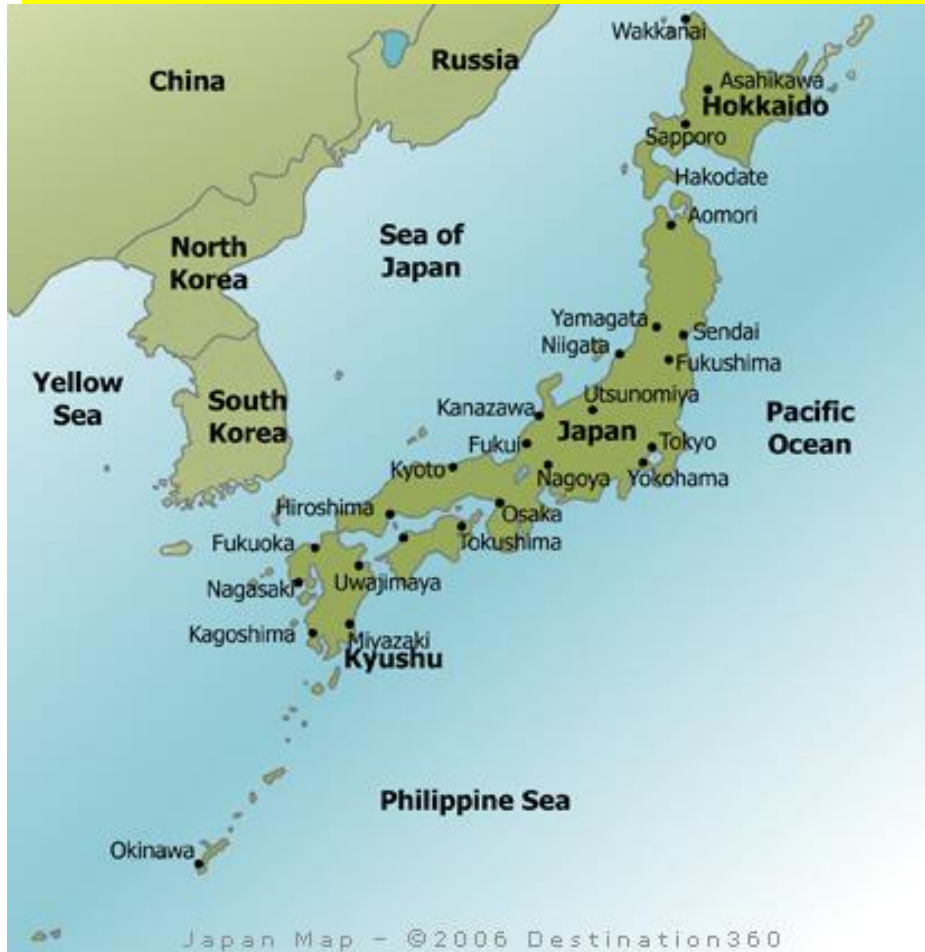 Wakkanai
China
Russia
Asahikawa
Hokkaido
Sapporo
Hakodate
Aomori
North
Korea
Sea of
Japan
Yamagata
Sendai
Niigata
Fukushima
Yellow
Sea
South
Korea
Utsunomiya
Kanazawa
Pacific
Ocean
Japan
Fukui
Tokyo
Kyoto
Nagoya
Yokohama
Hiroshima
Osaka
Fukuoka
Tokushima
Nagasaki
Uwajimaya
Kagoshima
Miyazaki
Kyushu
Philippine Sea
Okinawa
Japan Map - ©2006 Destination360